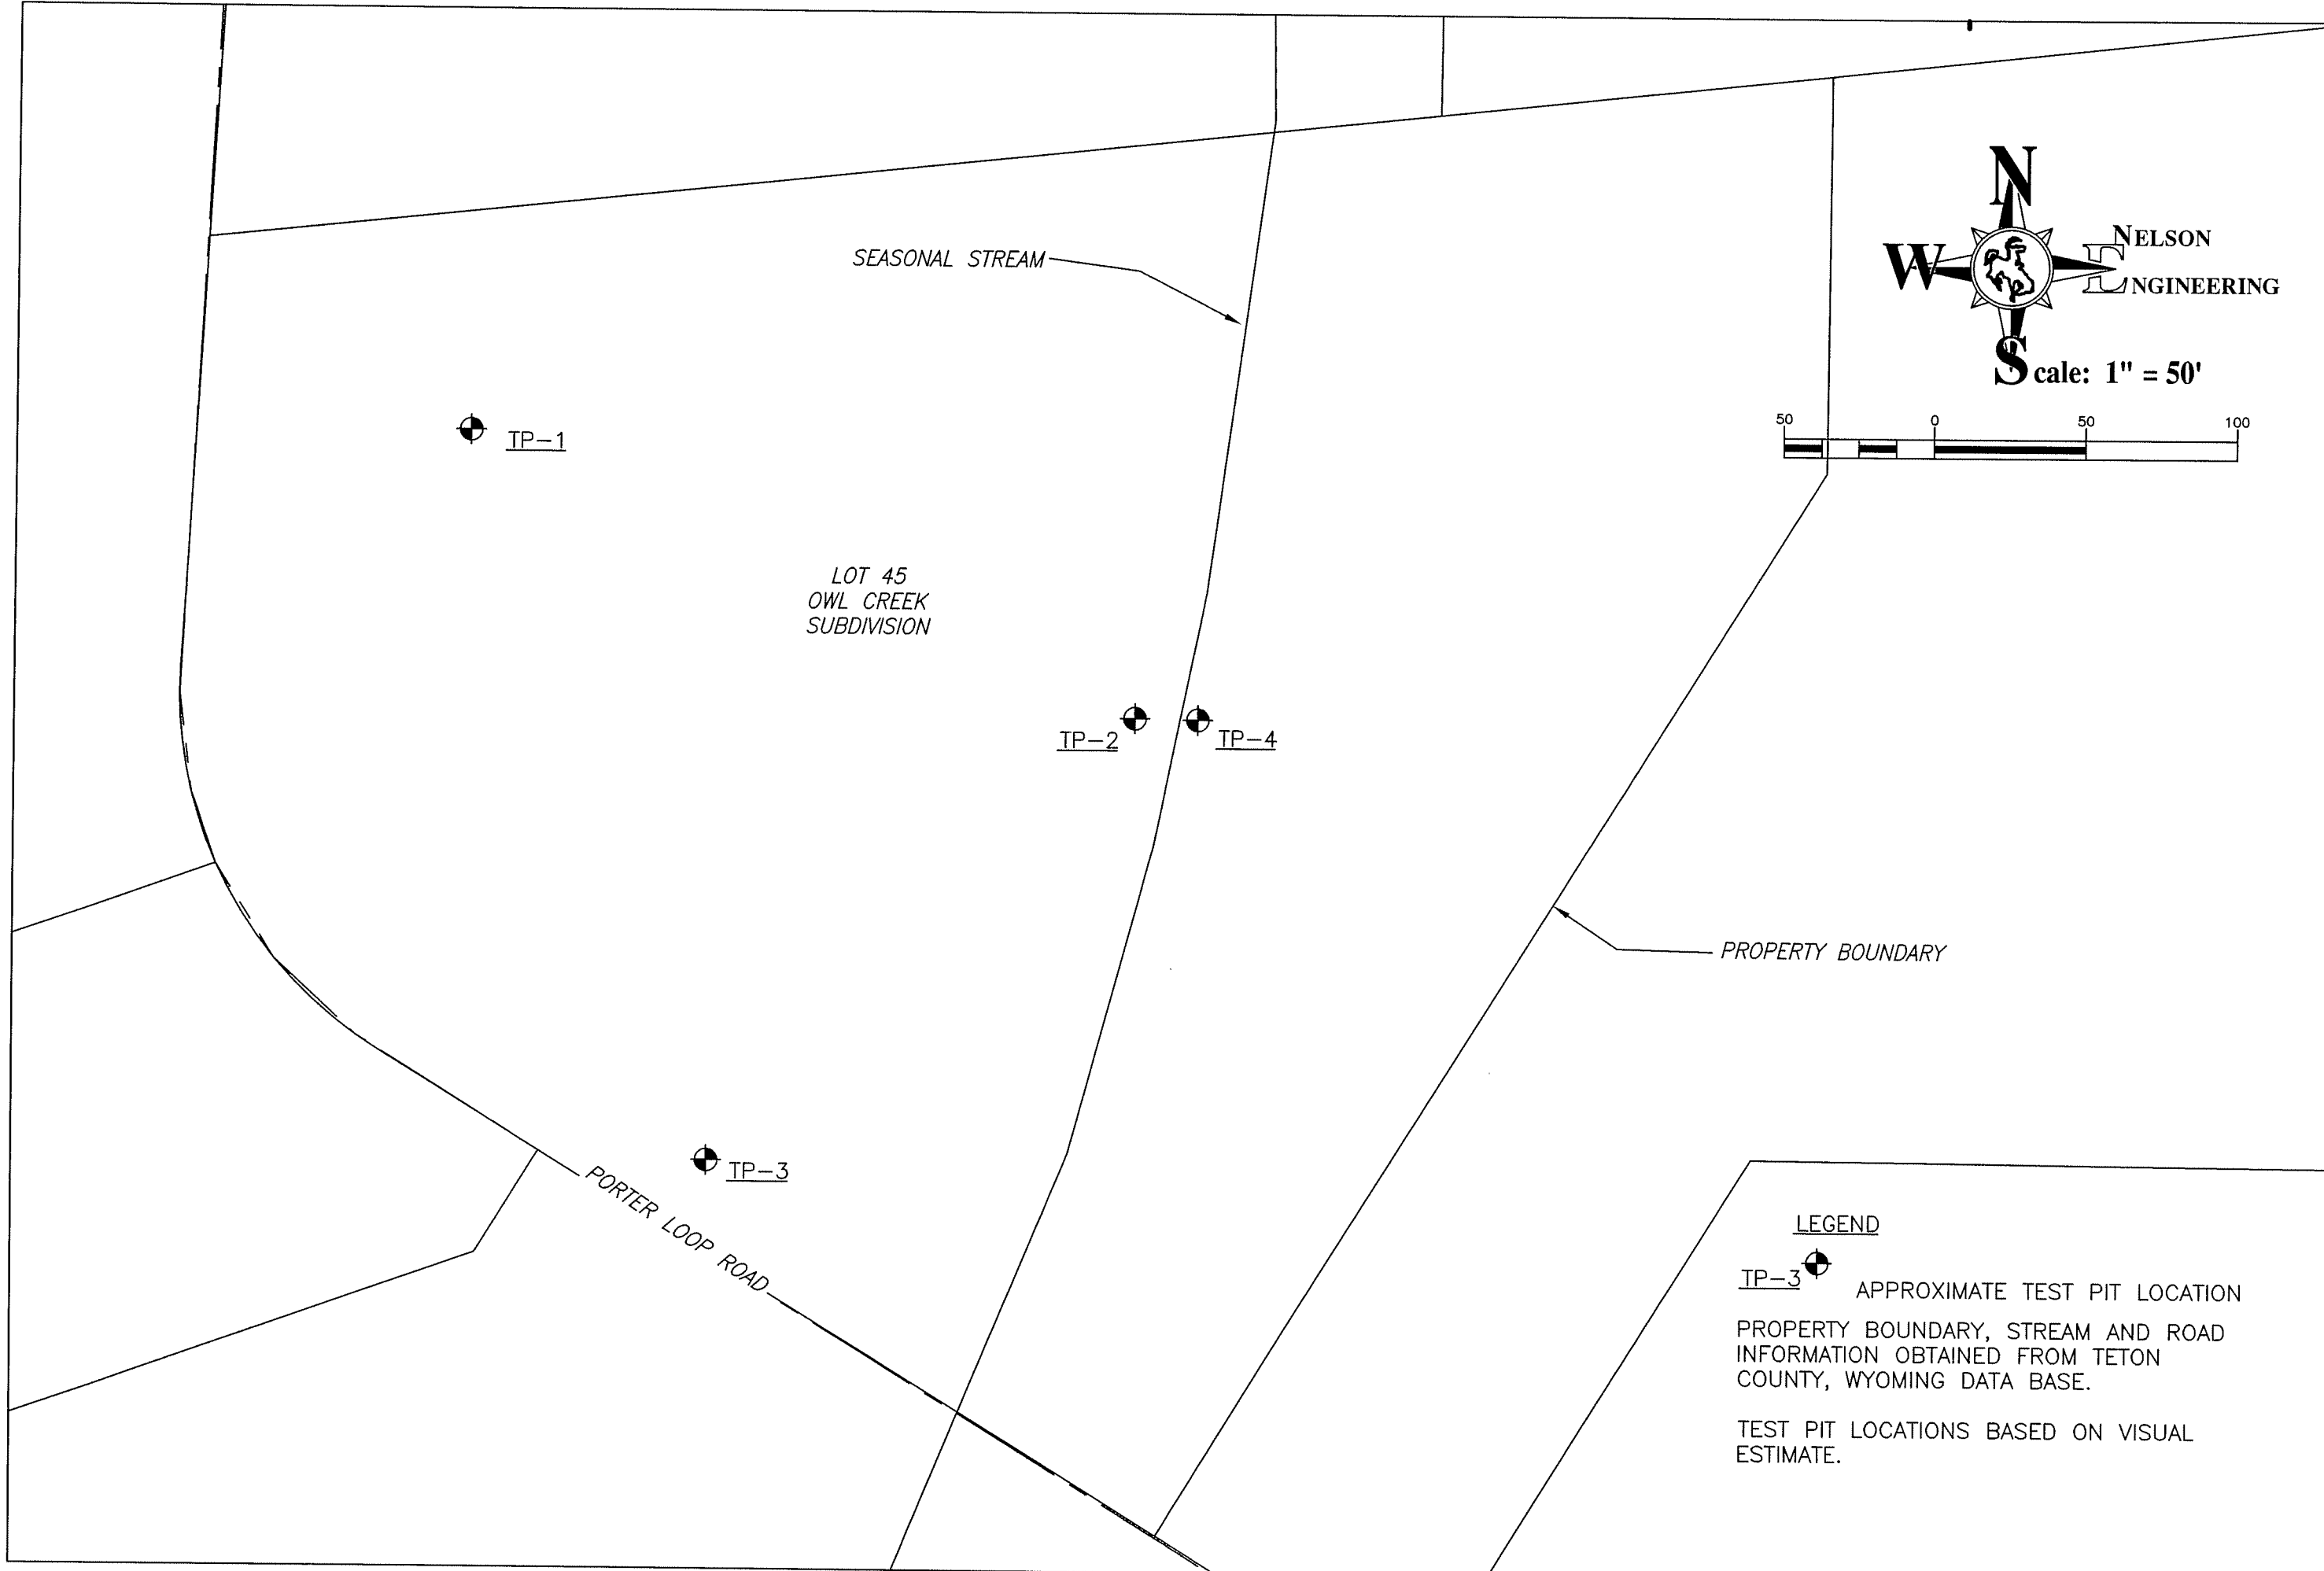 N
NELSON
W
ENGINEERING
Scale: 1" = 50'
50 0 50 100
SEASONAL STREAM
TP-1
LOT 45
OWL CREEK
SUBDIVISION
TP-2
TP-4
PROPERTY BOUNDARY
TP-3
PORTER LOOP ROAD
LEGEND
TP-3
APPROXIMATE TEST PIT LOCATION
PROPERTY BOUNDARY, STREAM AND ROAD
INFORMATION OBTAINED FROM TETON
COUNTY, WYOMING DATA BASE.
TEST PIT LOCATIONS BASED ON VISUAL
ESTIMATE.